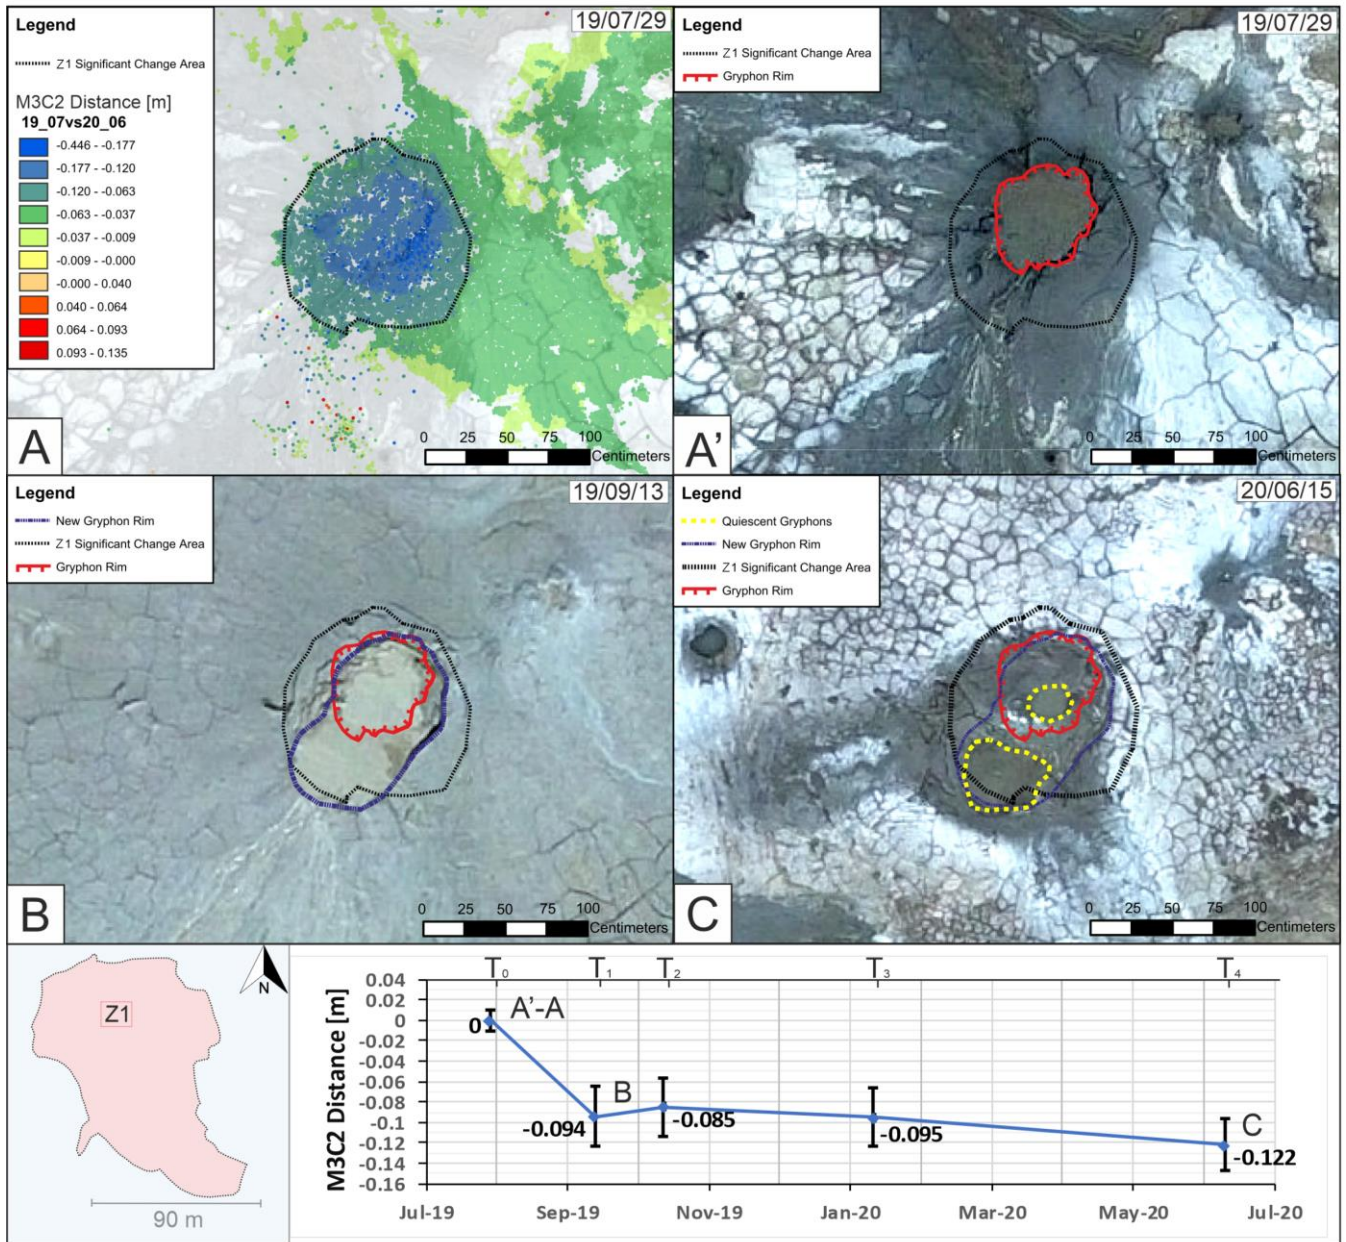 Legend
Z1 Significant Change Area
M3C2 Distance [m]
19_07vs20_06
-0.446 - -0.177
-0.177 - -0.120
-0.120 - -0.063
-0.063 - -0.037
-0.037 - -0.009
-0.009 - -0.000
-0.000 - 0.040
0.040 - 0.064
0.064 - 0.093
0.093 - 0.135
19/07/29
A
0 25 50 75 100
Centimeters
Legend
Z1 Significant Change Area
Gryphon Rim
19/07/29
A'
0 25 50 75 100
Centimeters
Legend
New Gryphon Rim
Z1 Significant Change Area
Gryphon Rim
19/09/13
B
0 25 50 75 100
Centimeters
Legend
Quiescent Gryphons
New Gryphon Rim
Z1 Significant Change Area
Gryphon Rim
20/06/15
C
0 25 50 75 100
Centimeters
Z1
N
90 m
T0 T1 T2 T3 T4
M3C2 Distance [m]
0.04
0.02
0
-0.02
-0.04
-0.06
-0.08
-0.1
-0.12
-0.14
-0.16
0
A'-A
-0.094
B
-0.085
-0.095
C
-0.122
Jul-19 Sep-19 Nov-19 Jan-20 Mar-20 May-20 Jul-20